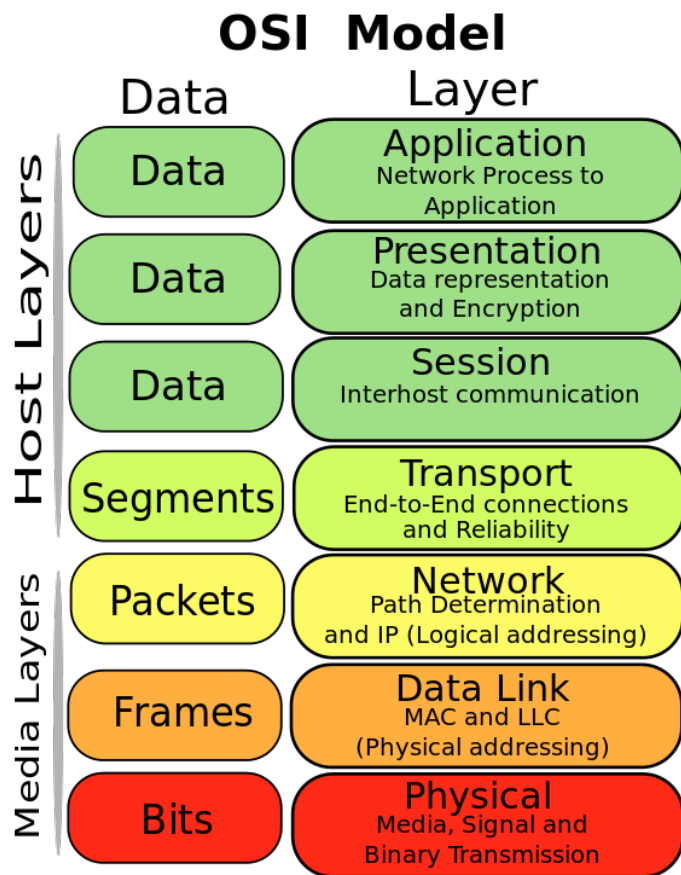 OSI Model
Data
Layer
Host Layers
Data
Application
Network Process to
Application
Data
Presentation
Data representation
and Encryption
Data
Session
Interhost communication
Segments
Transport
End-to-End connections
and Reliability
Media Layers
Packets
Network
Path Determination
and IP (Logical addressing)
Frames
Data Link
MAC and LLC
(Physical addressing)
Bits
Physical
Media, Signal and
Binary Transmission